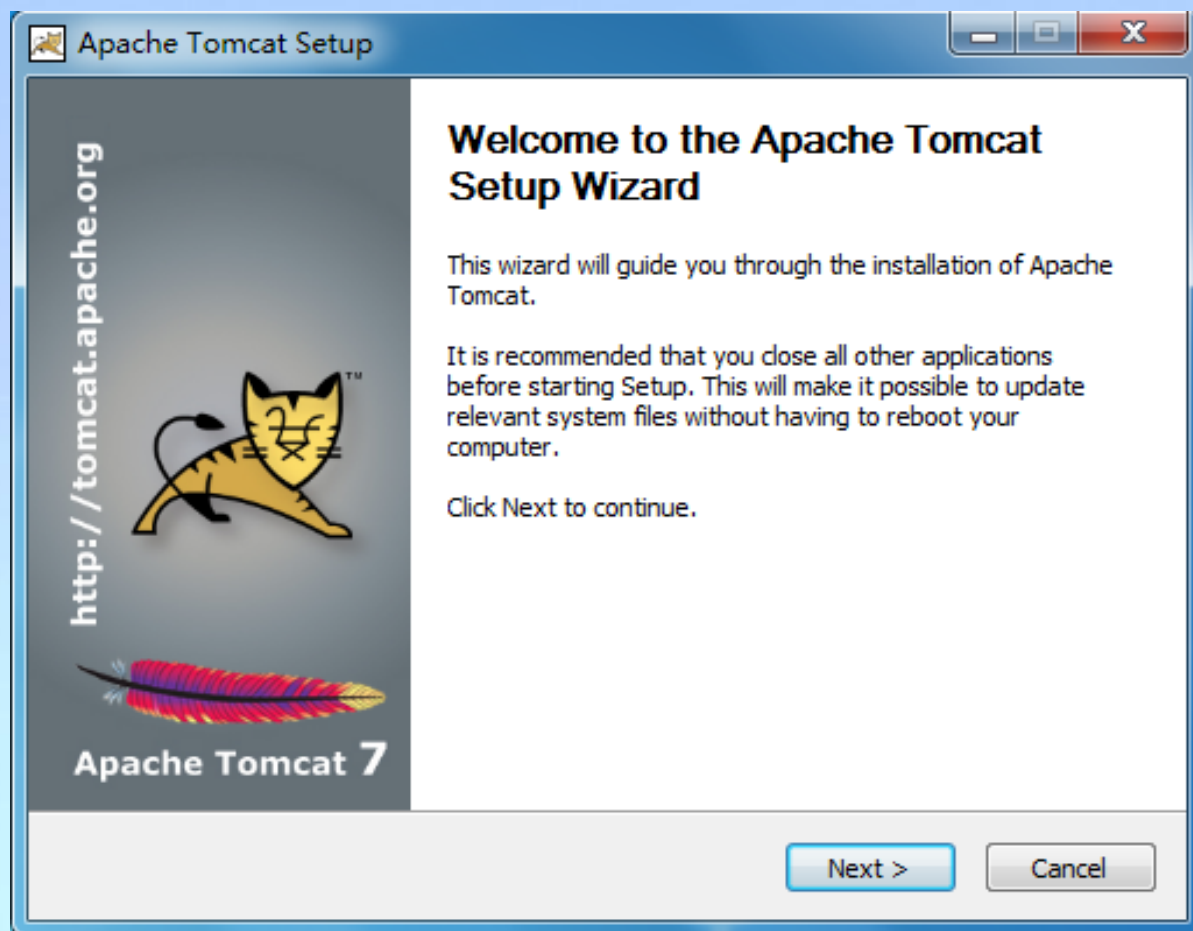 Apache Tomcat Setup
http://tomcat.apache.org
TM
Apache Tomcat 7
Welcome to the Apache Tomcat
Setup Wizard
This wizard will guide you through the installation of Apache
Tomcat.
It is recommended that you close all other applications
before starting Setup. This will make it possible to update
relevant system files without having to reboot your
computer.
Click Next to continue.
Next >
Cancel